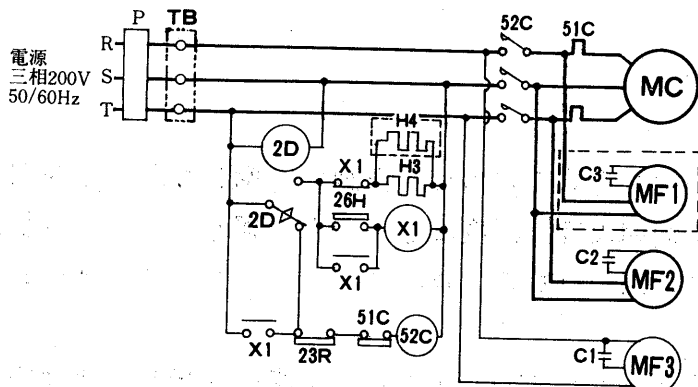 P TB 52C 51C
R
電源
三相200V S
50/60Hz
T
MC
H4
2D
X1 H3
26H
2D
X1
X1
C3 MF1
C2 MF2
51C
52C
X1 23R
C1 MF3